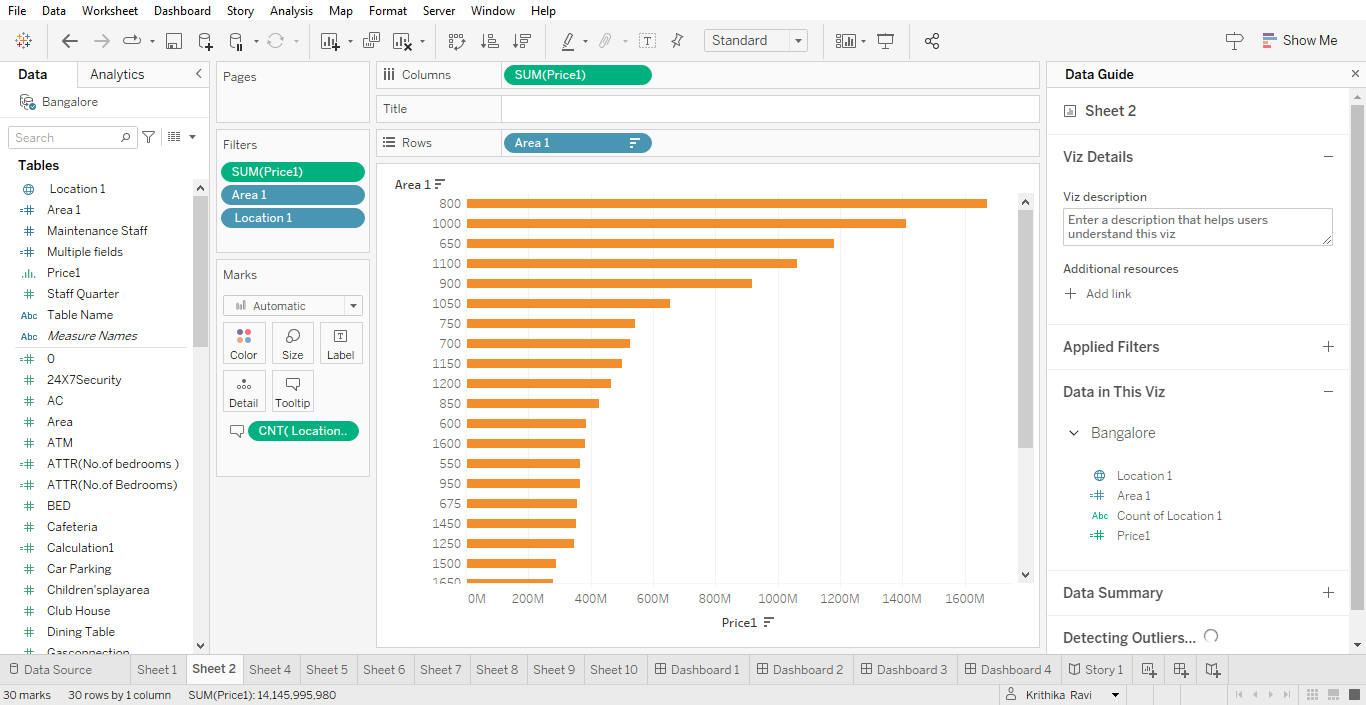 File Data Worksheet Dashboard Story Analysis Map Format Server Window Help
Standard
Show Me
Data Analytics
Bangalore
Search
Tables
Location 1
Area 1
Maintenance Staff
Multiple fields
Price1
Staff Quarter
Table Name
Measure Names
0
24X7Security
AC
Area
ATM
ATTR(No.of bedrooms )
ATTR(No.of Bedrooms)
BED
Cafeteria
Calculation1
Car Parking
Children'splayarea
Club House
Dining Table
Gasconnection
Abc
Abc
Pages
Filters
SUM(Price1)
Area 1
Location 1
Marks
Automatic
Color Size Label
Detail Tooltip
CNT( Location..
Columns SUM(Price1)
Title
Rows Area 1
Area 1
800
1000
650
1100
900
1050
750
700
1150
1200
850
600
1600
550
950
675
1450
1250
1500
1650
0M 200M 400M 600M 800M 1000M 1200M 1400M 1600M
Price1
Data Guide
Sheet 2
Viz Details
Viz description
Enter a description that helps users
understand this viz
Additional resources
Add link
Applied Filters
Data in This Viz
Bangalore
Location 1
Area 1
Abc Count of Location 1
Price1
Data Summary
Detecting Outliers...
Data Source Sheet 1 Sheet 2 Sheet 4 Sheet 5 Sheet 6 Sheet 7 Sheet 8 Sheet 9 Sheet 10 Dashboard 1 Dashboard 2 Dashboard 3 Dashboard 4 Story 1
30 marks 30 rows by 1 column SUM(Price1): 14,145,995,980 Krithika Ravi